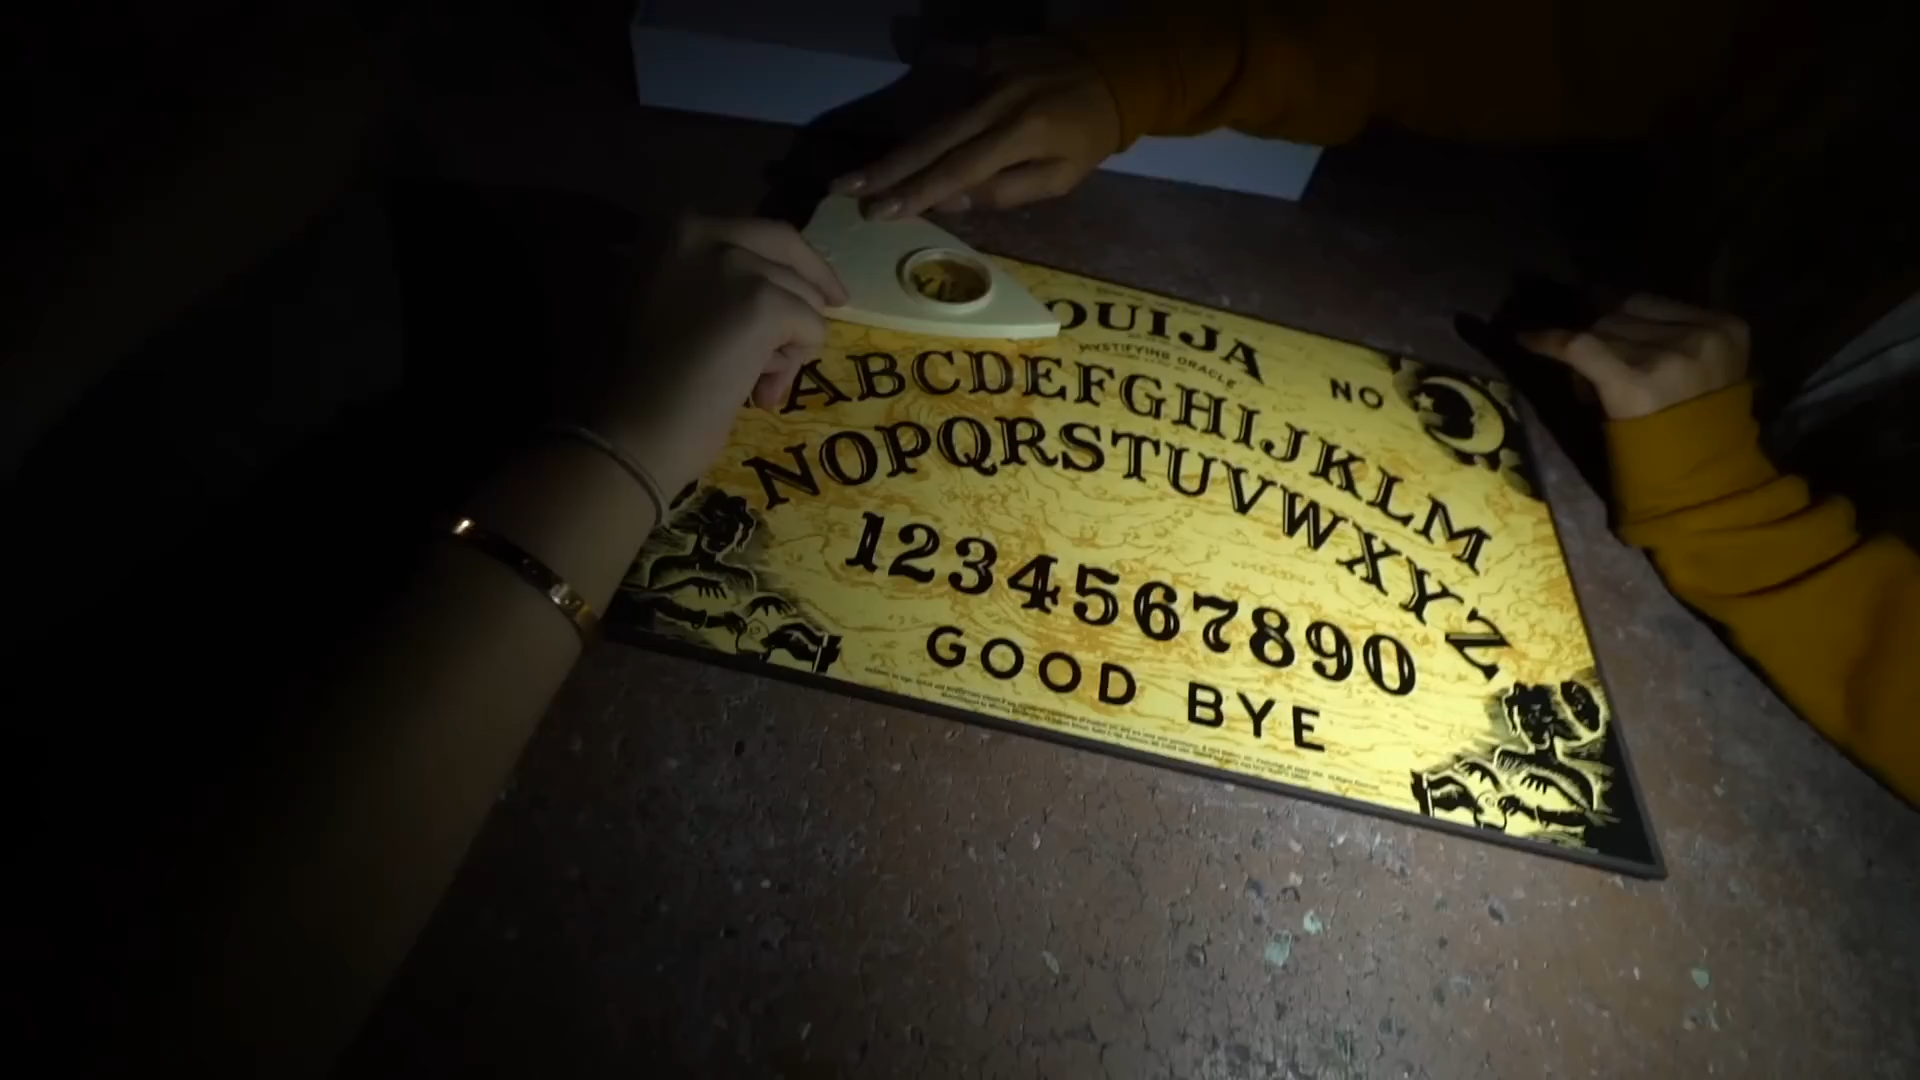 OUIJA
MYSTIFYING ORACLE
NO
ABCDEFGHIJKLM
NOPQRSTUVWXYZ
1234567890
GOOD BYE